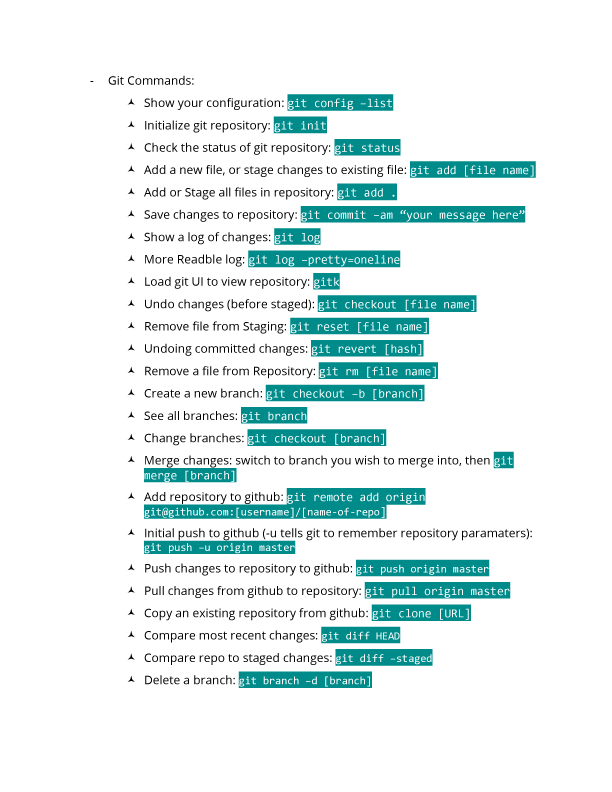 - Git Commands:
Show your configuration: git config –list
Initialize git repository: git init
Check the status of git repository: git status
Add a new file, or stage changes to existing file: git add [file name]
Add or Stage all files in repository: git add .
Save changes to repository: git commit –am “your message here”
Show a log of changes: git log
More Readble log: git log –pretty=oneline
Load git UI to view repository: gitk
Undo changes (before staged): git checkout [file name]
Remove file from Staging: git reset [file name]
Undoing committed changes: git revert [hash]
Remove a file from Repository: git rm [file name]
Create a new branch: git checkout –b [branch]
See all branches: git branch
Change branches: git checkout [branch]
Merge changes: switch to branch you wish to merge into, then git
merge [branch]
Add repository to github: git remote add origin
git@github.com:[username]/[name-of-repo]
Initial push to github (-u tells git to remember repository paramaters):
git push –u origin master
Push changes to repository to github: git push origin master
Pull changes from github to repository: git pull origin master
Copy an existing repository from github: git clone [URL]
Compare most recent changes: git diff HEAD
Compare repo to staged changes: git diff –staged
Delete a branch: git branch –d [branch]